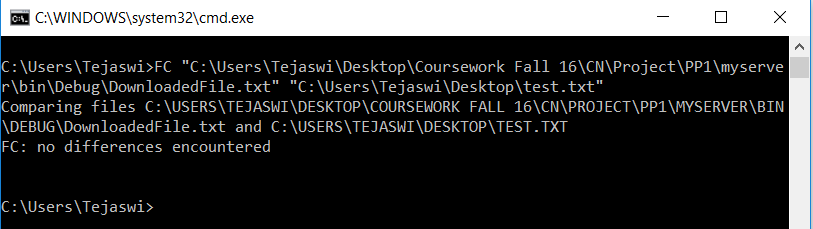 C:\WINDOWS\system32\cmd.exe
C:\Users\Tejaswi>FC "C:\Users\Tejaswi\Desktop\Coursework Fall 16\CN\Project\PP1\myserve
r\bin\Debug\DownloadedFile.txt" "C:\Users\Tejaswi\Desktop\test.txt"
Comparing files C:\USERS\TEJASWI\DESKTOP\COURSEWORK FALL 16\CN\PROJECT\PP1\MYSERVER\BIN
\DEBUG\DownloadedFile.txt and C:\USERS\TEJASWI\DESKTOP\TEST.TXT
FC: no differences encountered
C:\Users\Tejaswi>